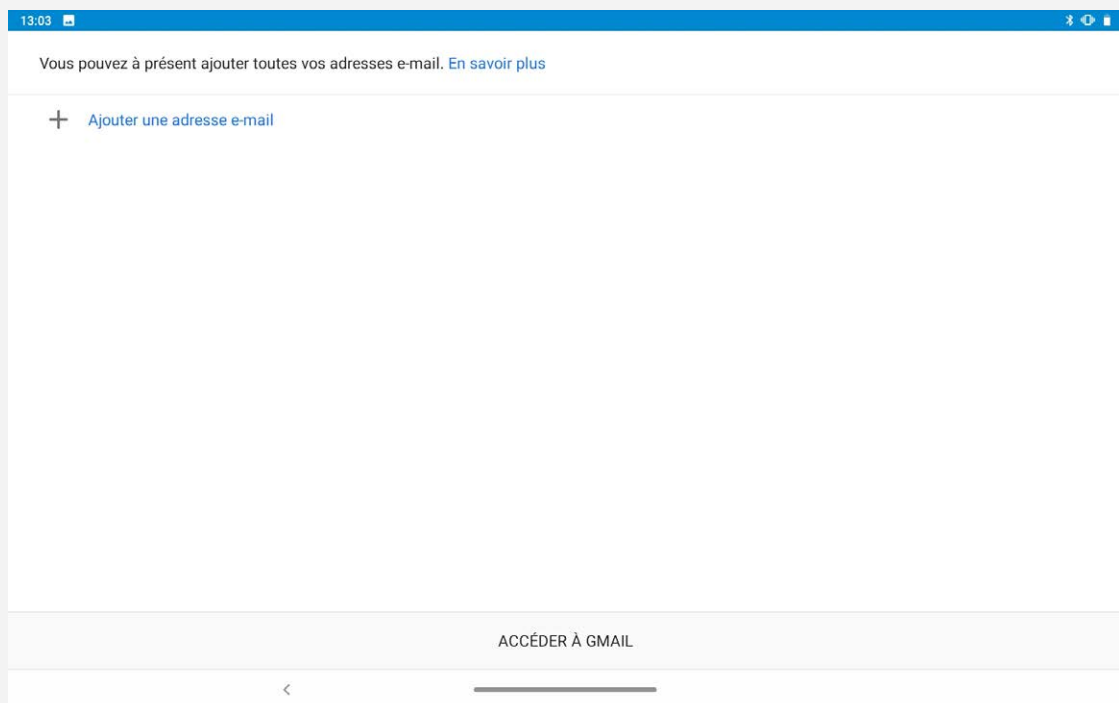 13:03
Vous pouvez à présent ajouter toutes vos adresses e-mail. En savoir plus
Ajouter une adresse e-mail
ACCÉDER À GMAIL